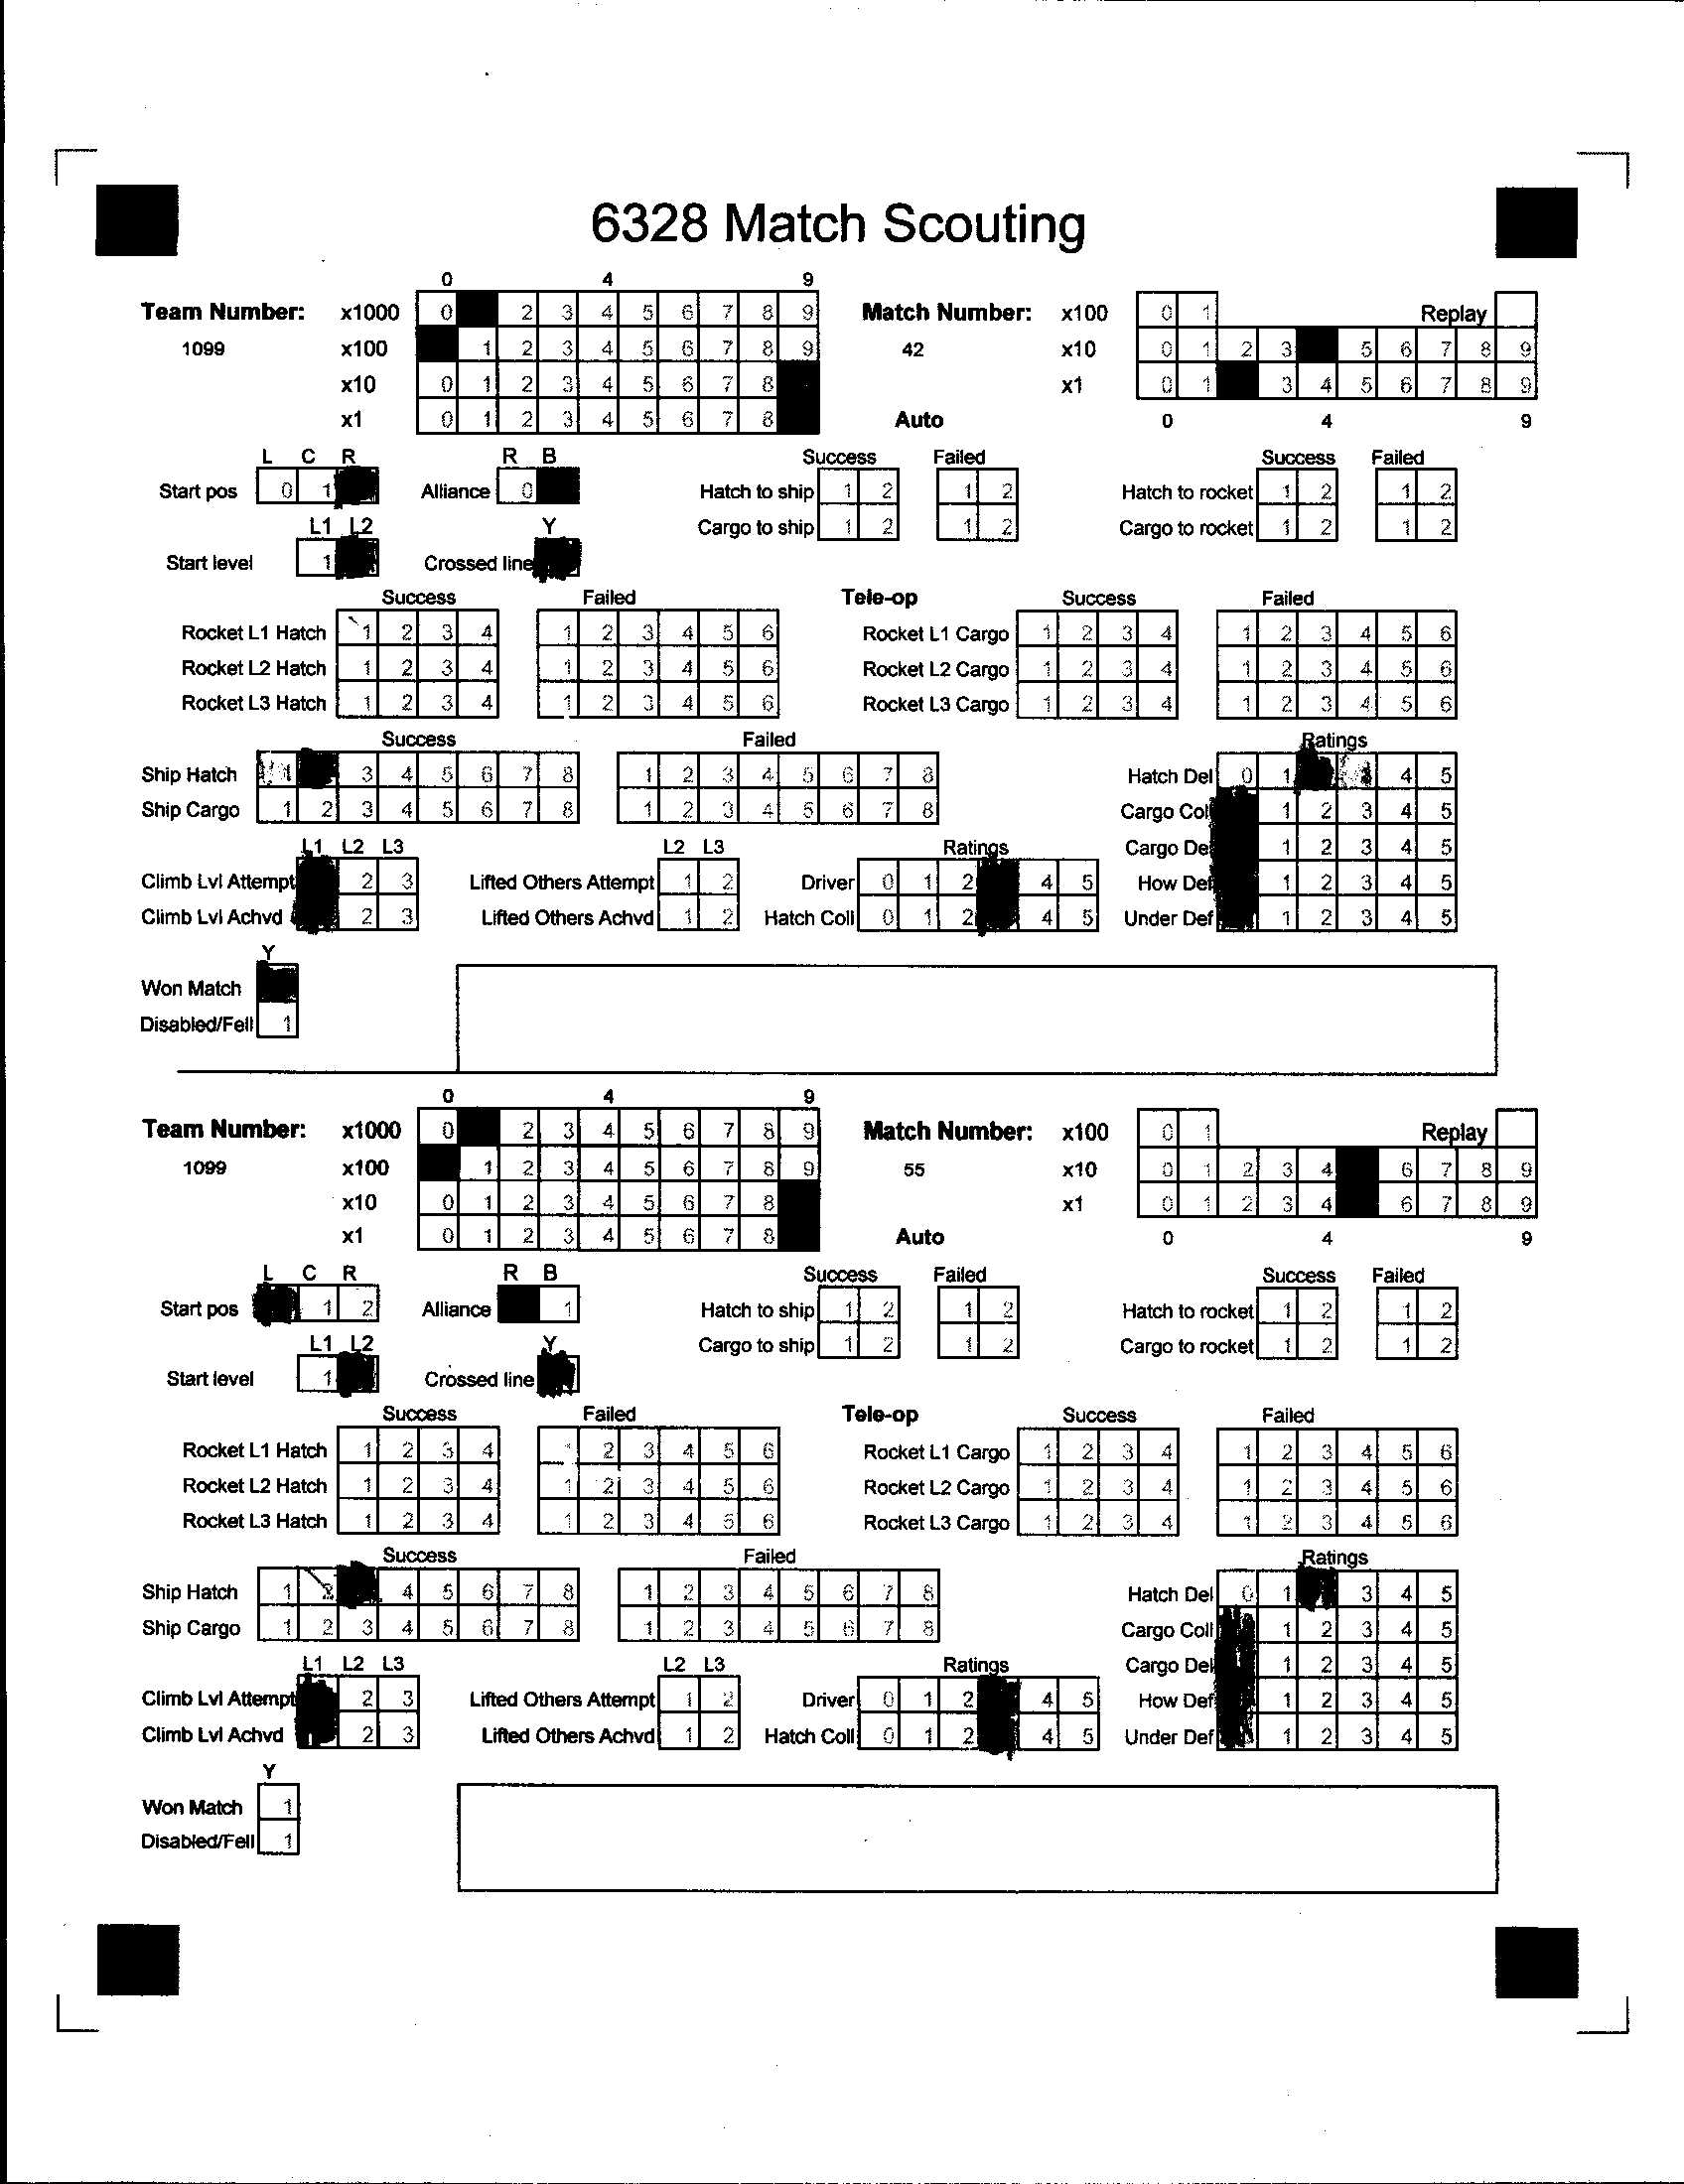 6328 Match Scouting
0 4 9
Team Number: x1000 0 2 3 4 5 6 7 8 9 Match Number: x100 0 1 Replay
1099 x100 1 2 3 4 5 6 7 8 9 42 x10 0 1 2 3 5 6 7 8 9
x10 0 1 2 3 4 5 6 7 8 x1 0 1 3 4 5 6 7 8 9
x1 0 1 2 3 4 5 6 7 8 Auto 0 4 9
L C R R B Success Failed Success Failed
Start pos 0 1 Alliance 0 Hatch to ship 1 2 1 2 Hatch to rocket 1 2 1 2
L1 L2 Y Cargo to ship 1 2 1 2 Cargo to rocket 1 2 1 2
Start level 1 Crossed line
Success Failed Tele-op Success Failed
Rocket L1 Hatch 1 2 3 4 1 2 3 4 5 6 Rocket L1 Cargo 1 2 3 4 1 2 3 4 5 6
Rocket L2 Hatch 1 2 3 4 1 2 3 4 5 6 Rocket L2 Cargo 1 2 3 4 1 2 3 4 5 6
Rocket L3 Hatch 1 2 3 4 1 2 3 4 5 6 Rocket L3 Cargo 1 2 3 4 1 2 3 4 5 6
Success Failed Ratings
Ship Hatch 1 3 4 5 6 7 8 1 2 3 4 5 6 7 8 Hatch Del 0 1 3 4 5
Ship Cargo 1 2 3 4 5 6 7 8 1 2 3 4 5 6 7 8 Cargo Coll 1 2 3 4 5
L1 L2 L3 L2 L3 Ratings Cargo Del 1 2 3 4 5
Climb Lvl Attempt 2 3 Lifted Others Attempt 1 2 Driver 0 1 2 4 5 How Def 1 2 3 4 5
Climb Lvl Achvd 2 3 Lifted Others Achvd 1 2 Hatch Coll 0 1 2 4 5 Under Def 1 2 3 4 5
Y
Won Match
Disabled/Fell 1
0 4 9
Team Number: x1000 0 2 3 4 5 6 7 8 9 Match Number: x100 0 1 Replay
1099 x100 1 2 3 4 5 6 7 8 9 55 x10 0 1 2 3 4 6 7 8 9
x10 0 1 2 3 4 5 6 7 8 x1 0 1 2 3 4 6 7 8 9
x1 0 1 2 3 4 5 6 7 8 Auto 0 4 9
L C R R B Success Failed Success Failed
Start pos 1 2 Alliance 1 Hatch to ship 1 2 1 2 Hatch to rocket 1 2 1 2
L1 L2 Y Cargo to ship 1 2 1 2 Cargo to rocket 1 2 1 2
Start level 1 Crossed line
Success Failed Tele-op Success Failed
Rocket L1 Hatch 1 2 3 4 1 2 3 4 5 6 Rocket L1 Cargo 1 2 3 4 1 2 3 4 5 6
Rocket L2 Hatch 1 2 3 4 1 2 3 4 5 6 Rocket L2 Cargo 1 2 3 4 1 2 3 4 5 6
Rocket L3 Hatch 1 2 3 4 1 2 3 4 5 6 Rocket L3 Cargo 1 2 3 4 1 2 3 4 5 6
Success Failed Ratings
Ship Hatch 1 2 4 5 6 7 8 1 2 3 4 5 6 7 8 Hatch Del 0 1 3 4 5
Ship Cargo 1 2 3 4 5 6 7 8 1 2 3 4 5 6 7 8 Cargo Coll 1 2 3 4 5
L1 L2 L3 L2 L3 Ratings Cargo Del 1 2 3 4 5
Climb Lvl Attempt 2 3 Lifted Others Attempt 1 2 Driver 0 1 2 4 5 How Def 1 2 3 4 5
Climb Lvl Achvd 2 3 Lifted Others Achvd 1 2 Hatch Coll 0 1 2 4 5 Under Def 1 2 3 4 5
Y
Won Match 1
Disabled/Fell 1